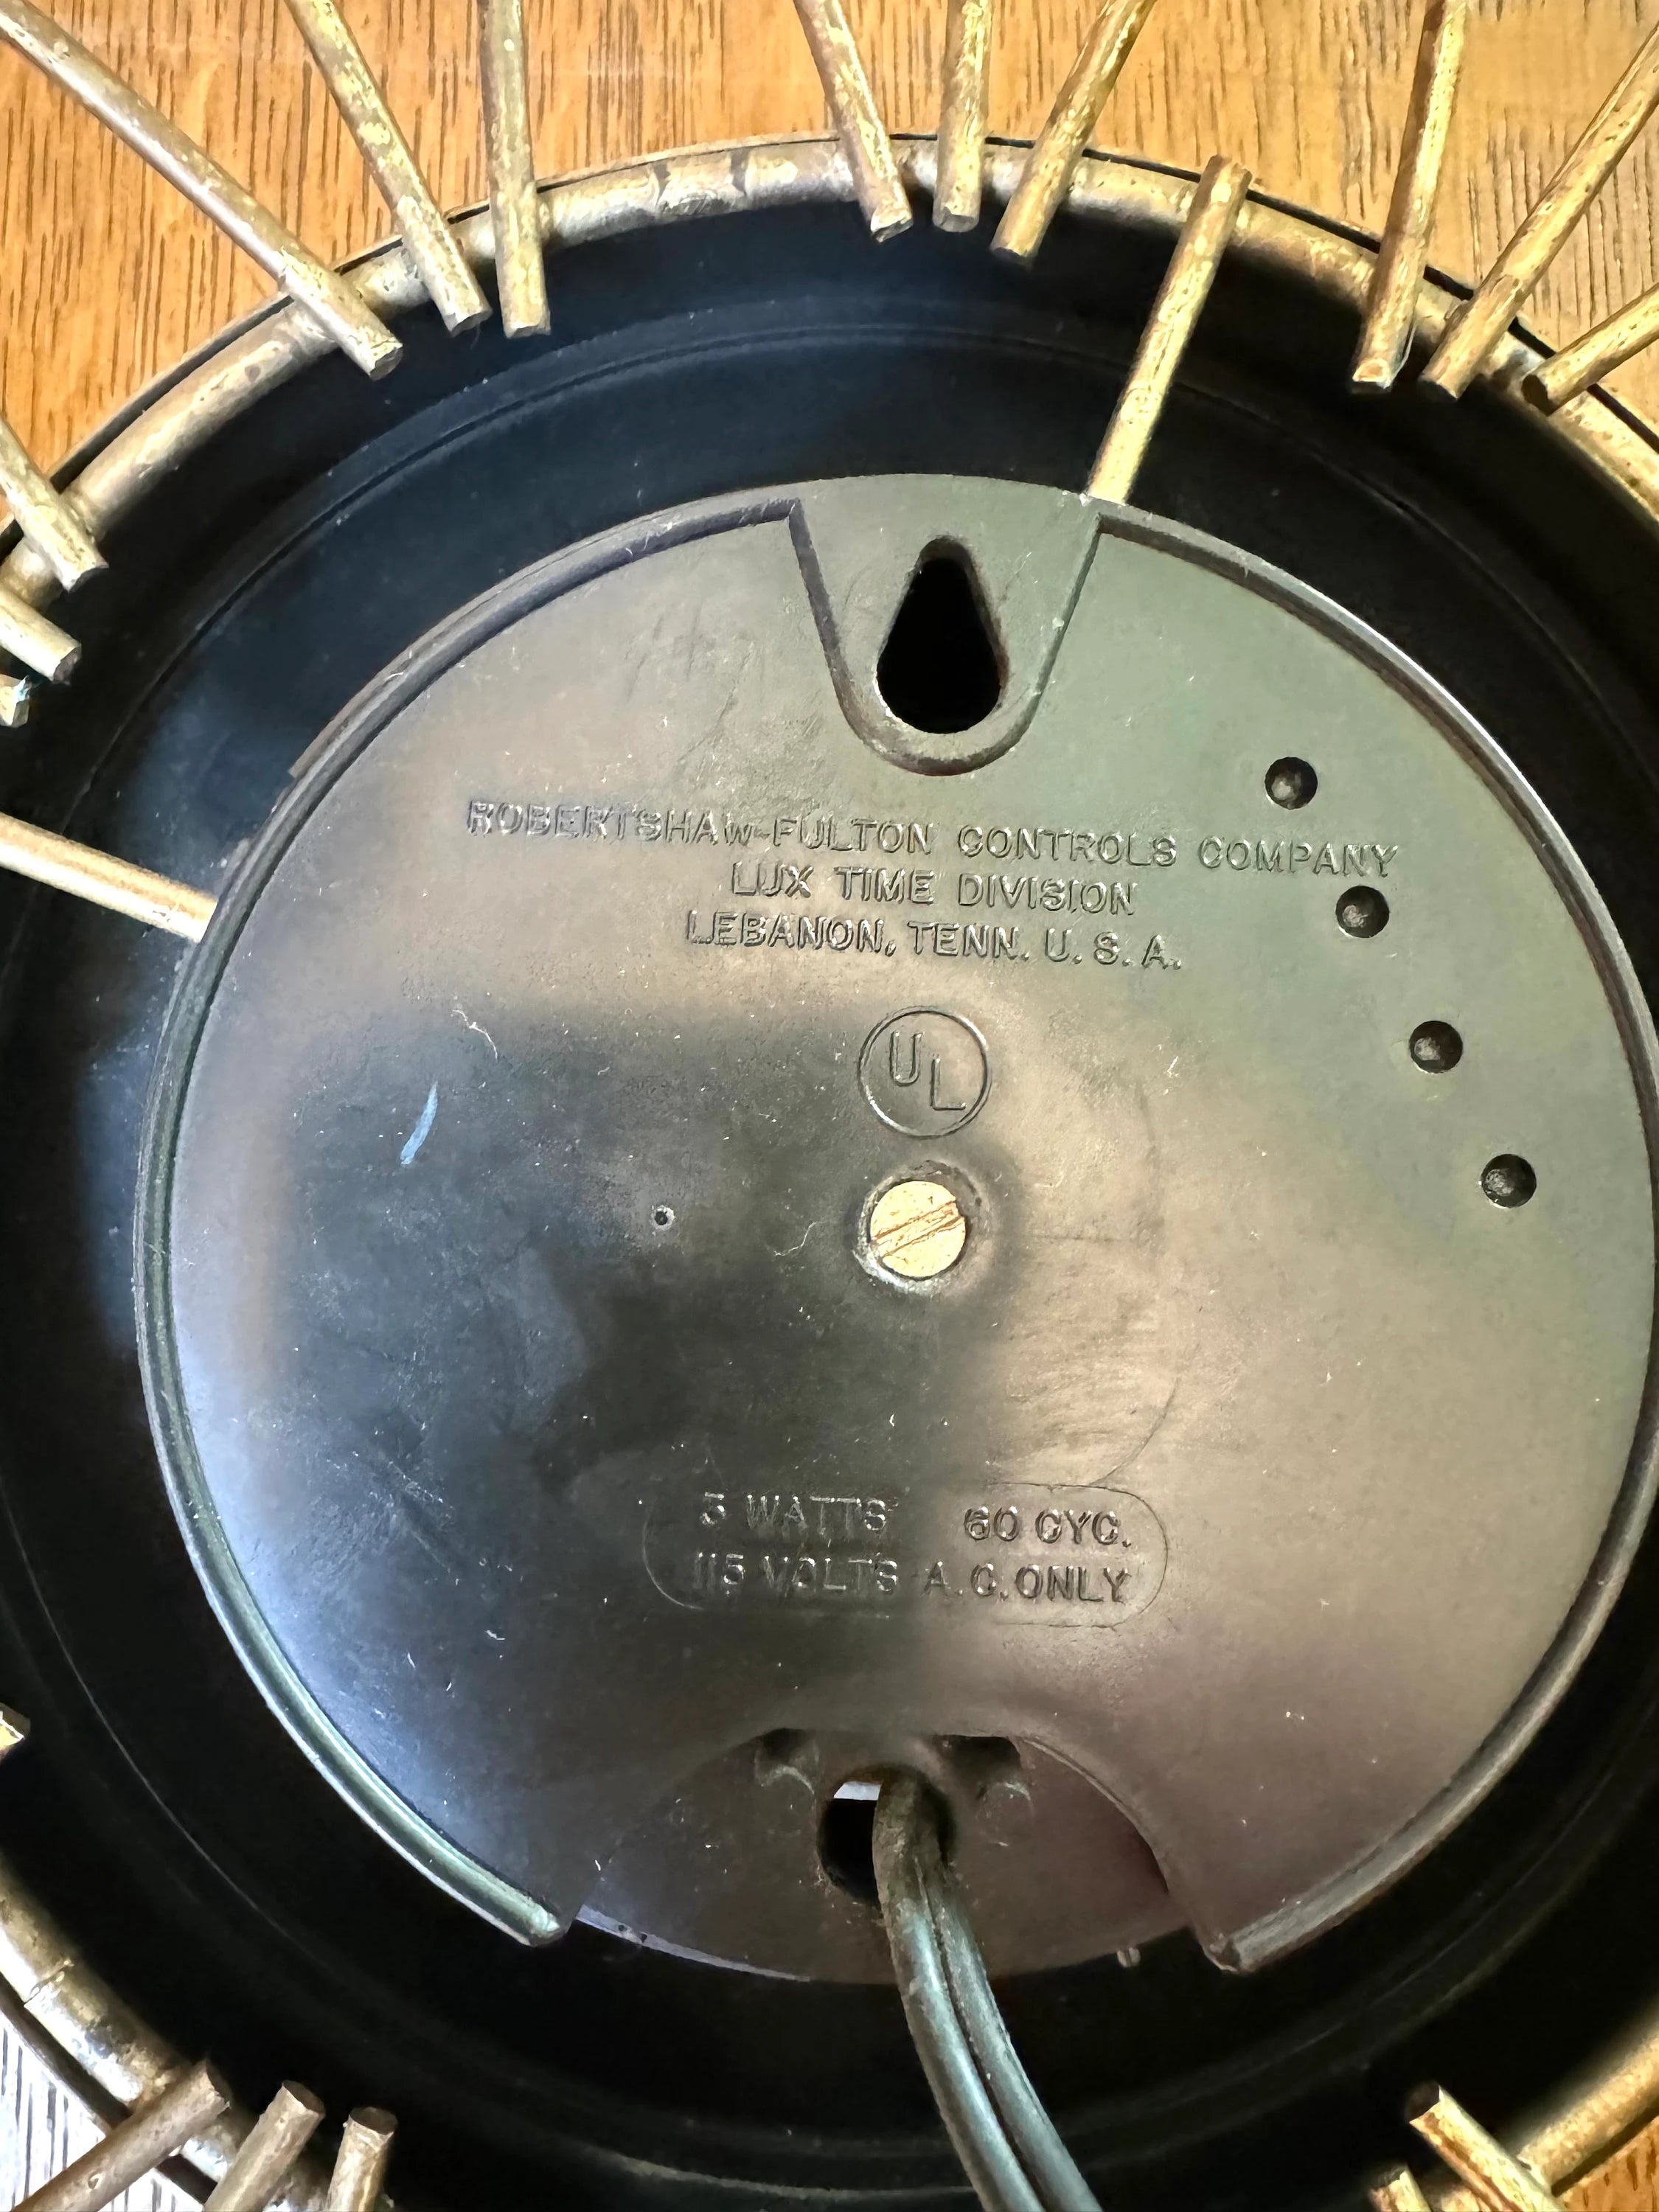 ROBERTSHAW-FULTON CONTROLS COMPANY
LUX TIME DIVISION
LEBANON, TENN. U. S. A.
UL
3 WATTS 60 CYC.
115 VOLTS A.C. ONLY